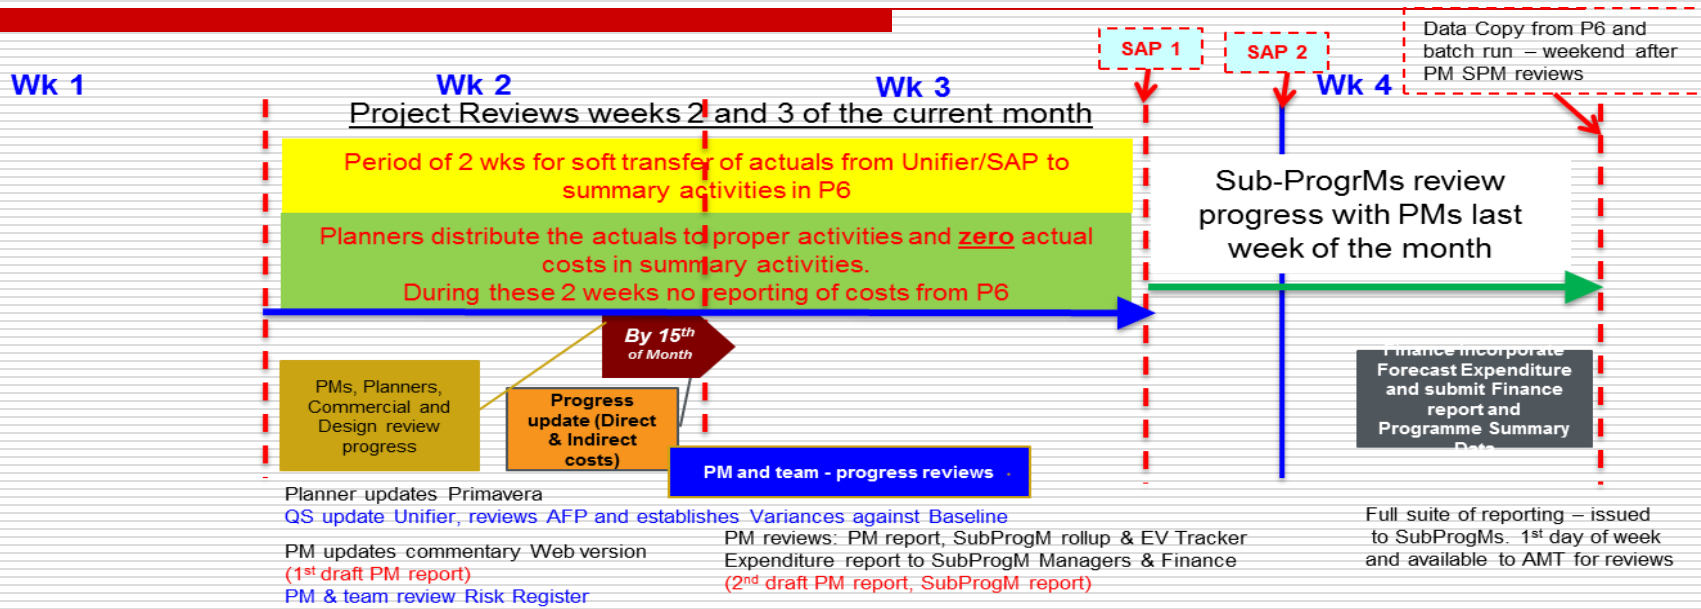 Data Copy from P6 and
batch run – weekend after
PM SPM reviews
SAP 1
SAP 2
Wk 1
Wk 2
Wk 3
Wk 4
Project Reviews weeks 2 and 3 of the current month
Period of 2 wks for soft transfer of actuals from Unifier/SAP to
summary activities in P6
Planners distribute the actuals to proper activities and zero actual
costs in summary activities.
During these 2 weeks no reporting of costs from P6
Sub-ProgrMs review
progress with PMs last
week of the month
By 15th
of Month
PMs, Planners,
Commercial and
Design review
progress
Progress
update (Direct
& Indirect
costs)
PM and team - progress reviews
Finance incorporate
Forecast Expenditure
and submit Finance
report and
Programme Summary
Data
Planner updates Primavera
QS update Unifier, reviews AFP and establishes Variances against Baseline
PM updates commentary Web version
(1st draft PM report)
PM & team review Risk Register
PM reviews: PM report, SubProgM rollup & EV Tracker
Expenditure report to SubProgM Managers & Finance
(2nd draft PM report, SubProgM report)
Full suite of reporting – issued
to SubProgMs. 1st day of week
and available to AMT for reviews